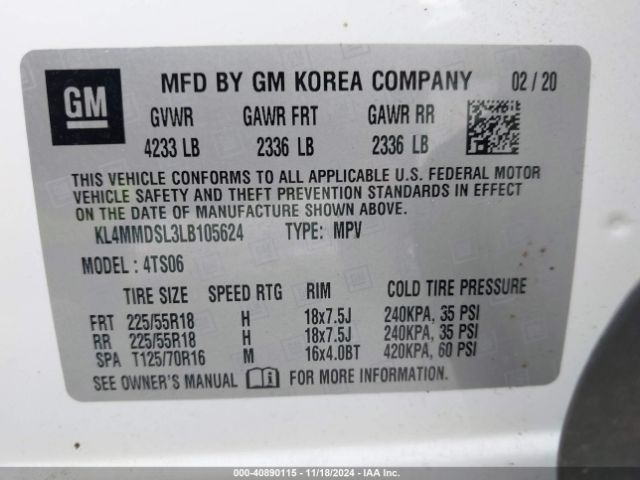 GM
MFD BY GM KOREA COMPANY 02/20
GVWR GAWR FRT GAWR RR
4233 LB 2336 LB 2336 LB
THIS VEHICLE CONFORMS TO ALL APPLICABLE U.S. FEDERAL MOTOR
VEHICLE SAFETY AND THEFT PREVENTION STANDARDS IN EFFECT
ON THE DATE OF MANUFACTURE SHOWN ABOVE.
KL4MMDSL3LB105624 TYPE: MPV
MODEL: 4TS06
TIRE SIZE SPEED RTG RIM COLD TIRE PRESSURE
FRT 225/55R18 H 18x7.5J 240KPA, 35 PSI
RR 225/55R18 H 18x7.5J 240KPA, 35 PSI
SPA T125/70R16 M 16x4.0BT 420KPA, 60 PSI
SEE OWNER'S MANUAL FOR MORE INFORMATION.
000-40890115 - 11/18/2024 - IAA Inc.